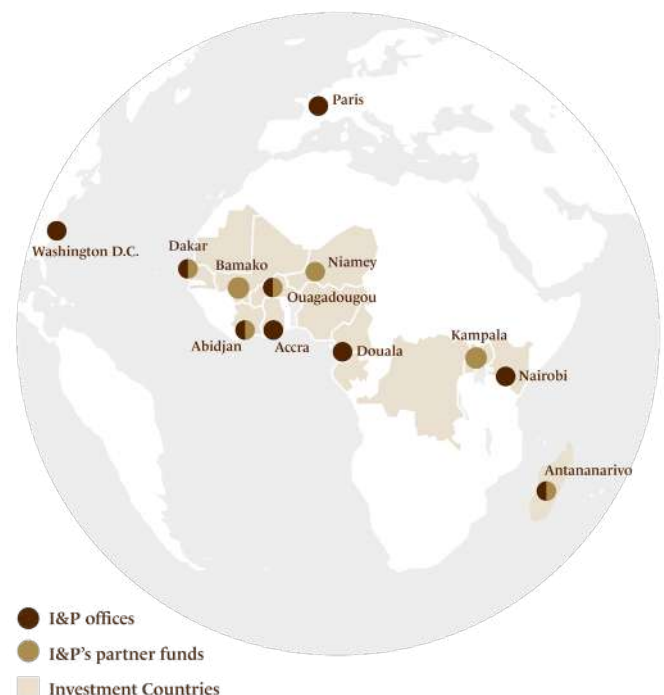 Paris
Washington D.C.
Dakar
Bamako
Niamey
Ouagadougou
Abidjan
Accra
Douala
Kampala
Nairobi
Antananarivo
I&P offices
I&P's partner funds
Investment Countries